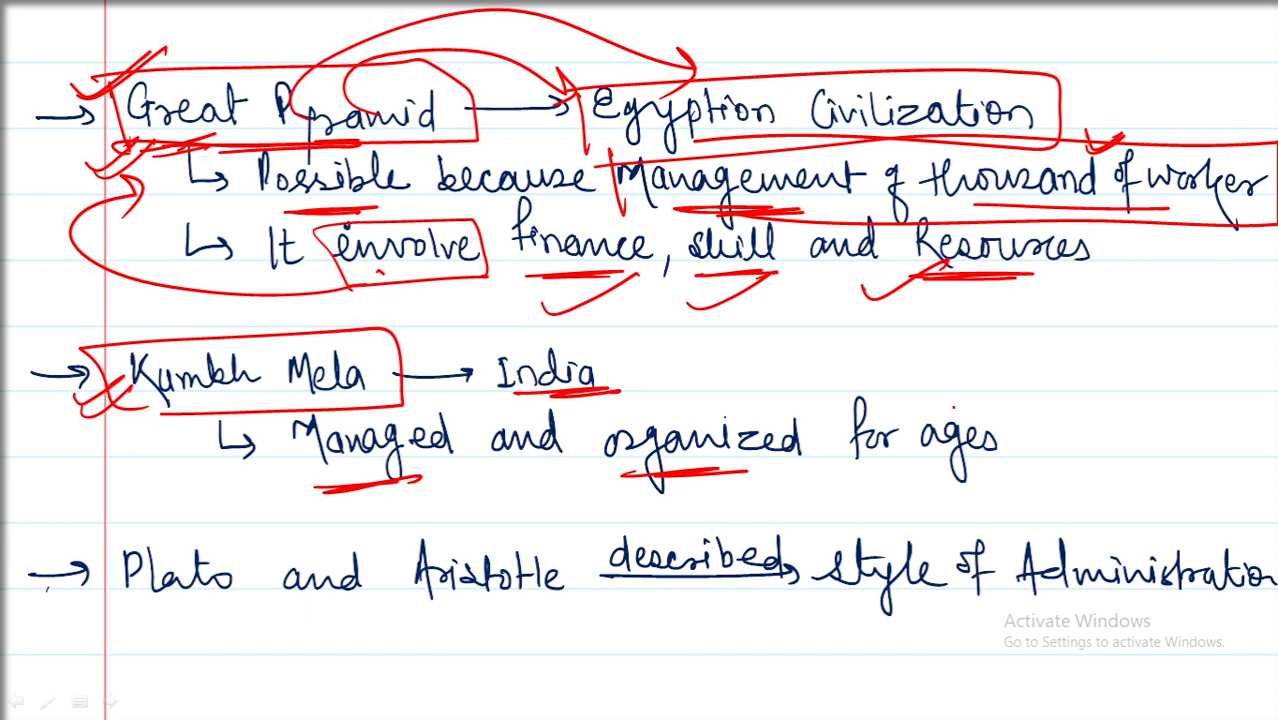 → Great Pyramid → Egyption Civilization
↳ Possible because Management of thousand of worker
↳ It envolve finance, skill and Resources
→ Kumbh Mela → India
↳ Managed and organized for ages
→ Plato and Aristotle described → style of Administration
Activate Windows
Go to Settings to activate Windows.